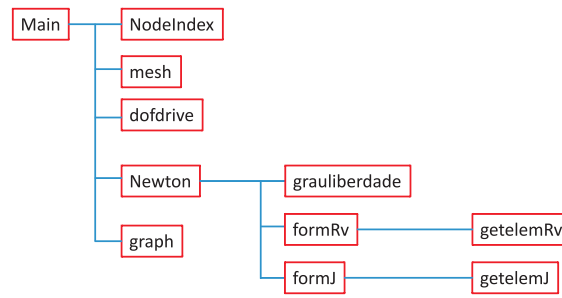 Main
NodeIndex
mesh
dofdrive
Newton
grauliberdade
formRv
getelemRv
graph
formJ
getelemJ